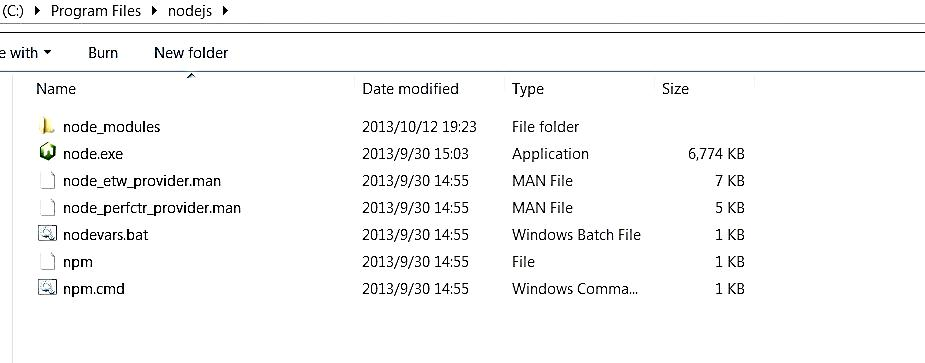 (C:) Program Files nodejs
e with Burn New folder
Name Date modified Type Size
node_modules 2013/10/12 19:23 File folder
node.exe 2013/9/30 15:03 Application 6,774 KB
node_etw_provider.man 2013/9/30 14:55 MAN File 7 KB
node_perfctr_provider.man 2013/9/30 14:55 MAN File 5 KB
nodevars.bat 2013/9/30 14:55 Windows Batch File 1 KB
npm 2013/9/30 14:55 File 1 KB
npm.cmd 2013/9/30 14:55 Windows Comma... 1 KB